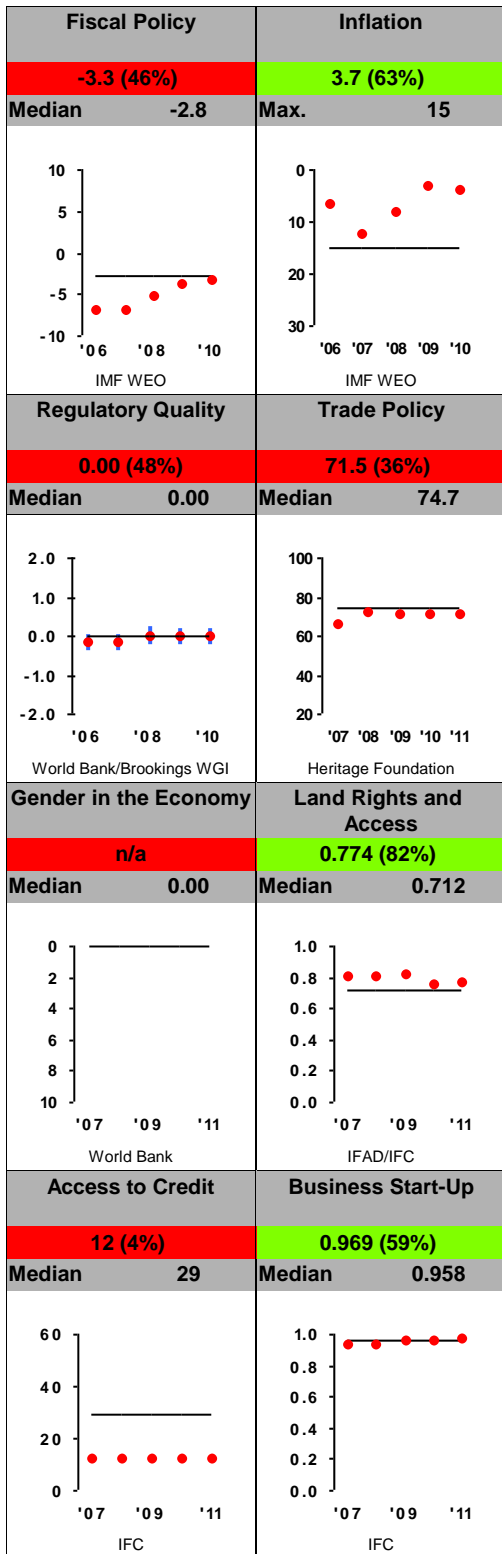 Fiscal Policy
-3.3 (46%)
Median -2.8
10
5
0
-5
-10
'06 '08 '10
IMF WEO
Inflation
3.7 (63%)
Max. 15
0
10
20
30
'06 '07 '08 '09 '10
IMF WEO
Regulatory Quality
0.00 (48%)
Median 0.00
2.0
1.0
0.0
-1.0
-2.0
'06 '08 '10
World Bank/Brookings WGI
Trade Policy
71.5 (36%)
Median 74.7
100
80
60
40
20
'07 '08 '09 '10 '11
Heritage Foundation
Gender in the Economy
n/a
Median 0.00
0
2
4
6
8
10
'07 '09 '11
World Bank
Land Rights and
Access
0.774 (82%)
Median 0.712
1.0
0.8
0.6
0.4
0.2
0.0
'07 '09 '11
IFAD/IFC
Access to Credit
12 (4%)
Median 29
60
40
20
0
'07 '09 '11
IFC
Business Start-Up
0.969 (59%)
Median 0.958
1.0
0.8
0.6
0.4
0.2
0.0
'07 '09 '11
IFC